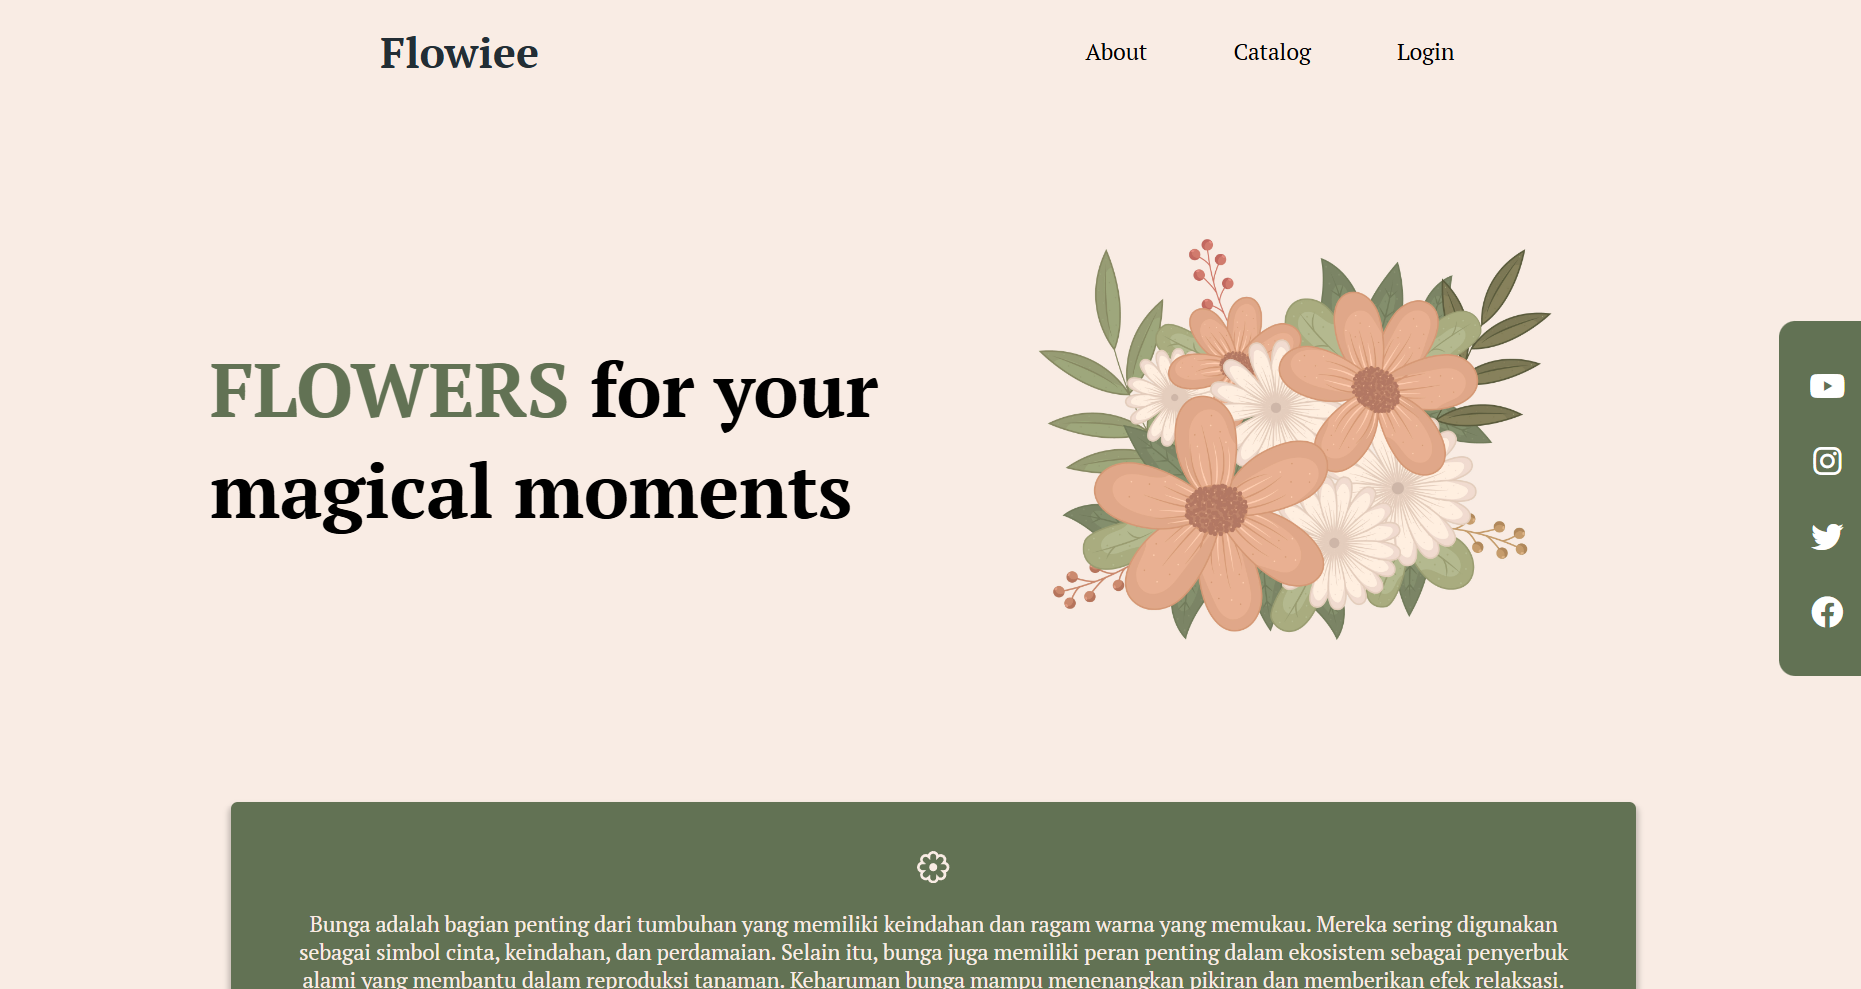 Flowiee
About Catalog Login
FLOWERS for your
magical moments
Bunga adalah bagian penting dari tumbuhan yang memiliki keindahan dan ragam warna yang memukau. Mereka sering digunakan
sebagai simbol cinta, keindahan, dan perdamaian. Selain itu, bunga juga memiliki peran penting dalam ekosistem sebagai penyerbuk
alami yang membantu dalam reproduksi tanaman. Keharuman bunga mampu menenangkan pikiran dan memberikan efek relaksasi.